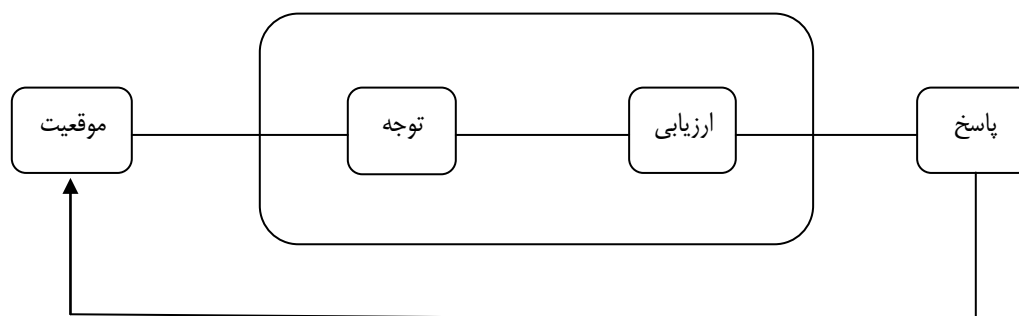 موقعیت
توجه
ارزیابی
پاسخ